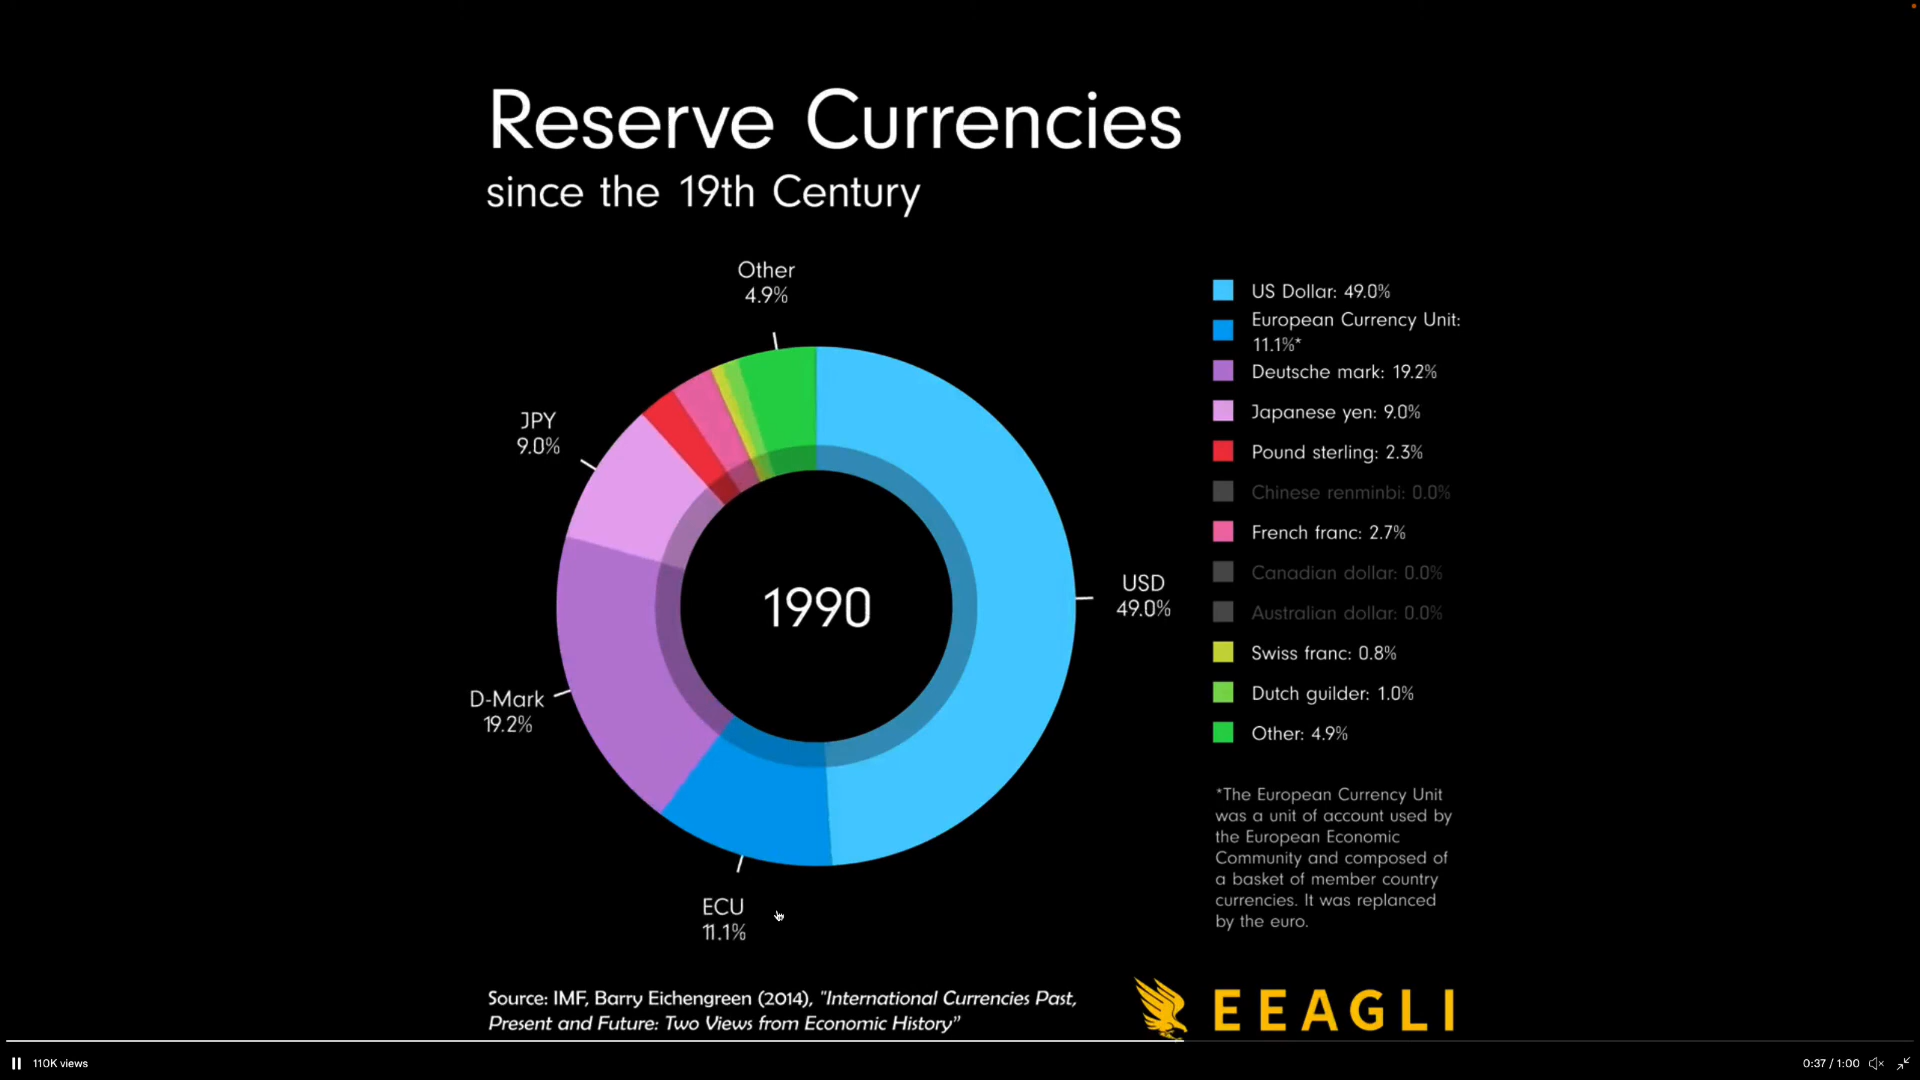 Reserve Currencies
since the 19th Century
Other
4.9%
JPY
9.0%
D-Mark
19.2%
ECU
11.1%
USD
49.0%
1990
US Dollar: 49.0%
European Currency Unit:
11.1%*
Deutsche mark: 19.2%
Japanese yen: 9.0%
Pound sterling: 2.3%
Chinese renminbi: 0.0%
French franc: 2.7%
Canadian dollar: 0.0%
Australian dollar: 0.0%
Swiss franc: 0.8%
Dutch guilder: 1.0%
Other: 4.9%
*The European Currency Unit
was a unit of account used by
the European Economic
Community and composed of
a basket of member country
currencies. It was replanced
by the euro.
Source: IMF, Barry Eichengreen (2014), "International Currencies Past,
Present and Future: Two Views from Economic History”
EEAGLI
110K views
0:37 / 1:00